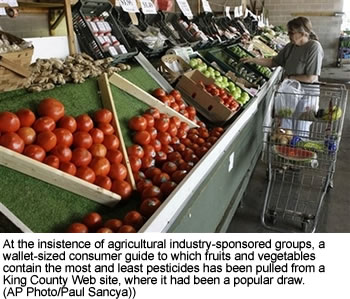 At the insistence of agricultural industry-sponsored groups, a
wallet-sized consumer guide to which fruits and vegetables
contain the most and least pesticides has been pulled from a
King County Web site, where it had been a popular draw.
(AP Photo/Paul Sancya))